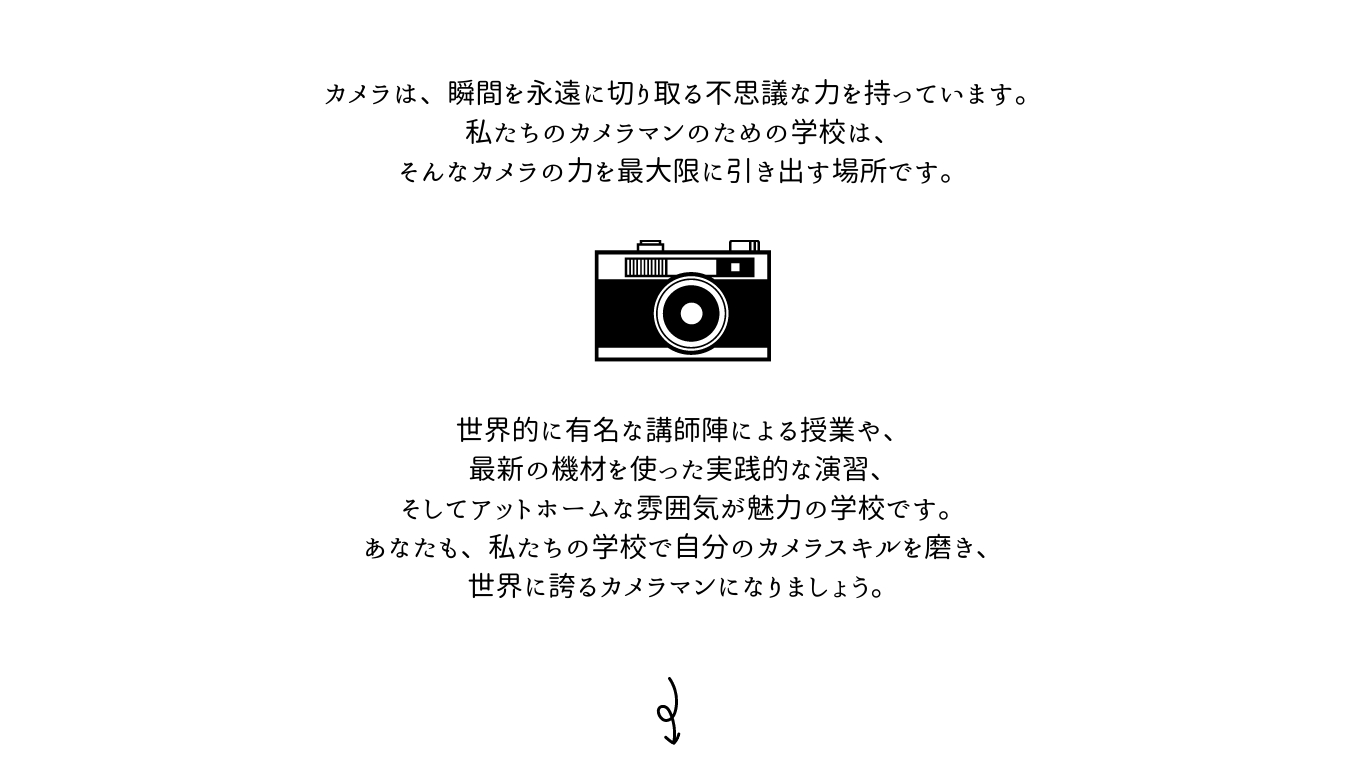 カメラは、瞬間を永遠に切り取る不思議な力を持っています。
私たちのカメラマンのための学校は、
そんなカメラの力を最大限に引き出す場所です。
世界的に有名な講師陣による授業や、
最新の機材を使った実践的な演習、
そしてアットホームな雰囲気が魅力の学校です。
あなたも、私たちの学校で自分のカメラスキルを磨き、
世界に誇るカメラマンになりましょう。